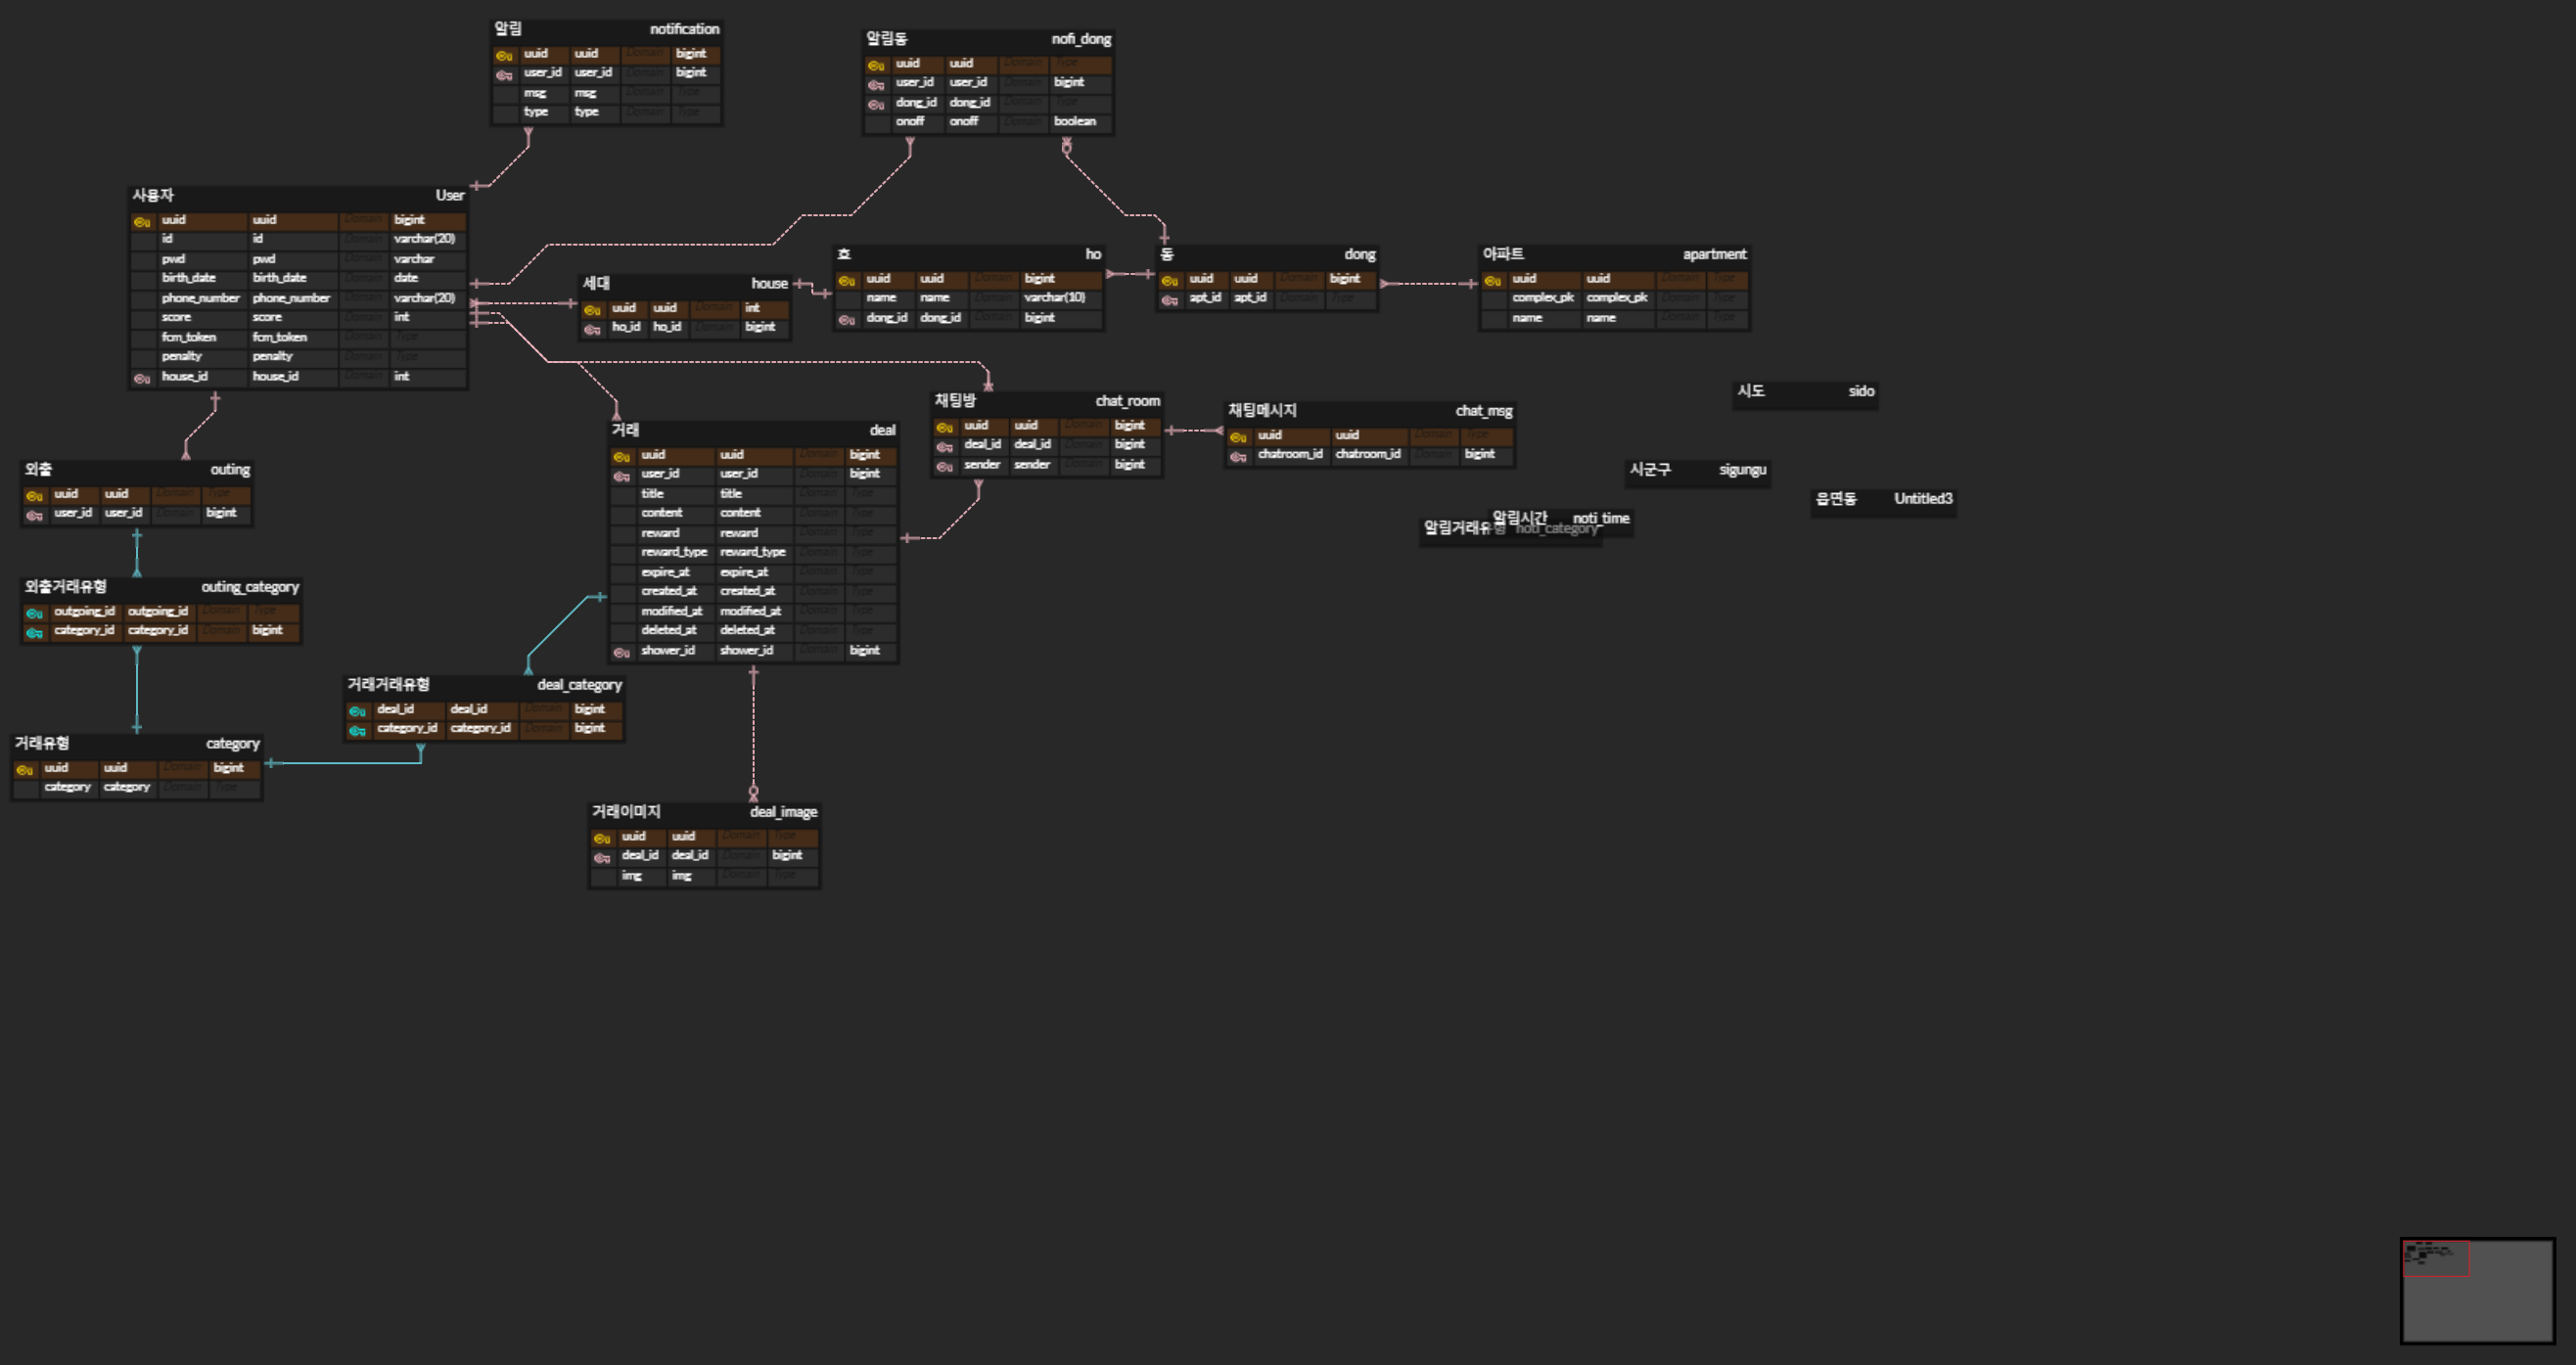 알림 notification
uuid uuid Domain bigint
user_id user_id Domain bigint
msg msg Domain Type
type type Domain Type
알림동 nofi_dong
uuid uuid Domain Type
user_id user_id Domain bigint
dong_id dong_id Domain Type
onoff onoff Domain boolean
사용자 User
uuid uuid Domain bigint
id id Domain varchar(20)
pwd pwd Domain varchar
birth_date birth_date Domain date
phone_number phone_number Domain varchar(20)
score score Domain int
fcm_token fcm_token Domain Type
penalty penalty Domain Type
house_id house_id Domain int
세대 house
uuid uuid Domain int
ho_id ho_id Domain bigint
호 ho
uuid uuid Domain bigint
name name Domain varchar(10)
dong_id dong_id Domain bigint
동 dong
uuid uuid Domain bigint
apt_id apt_id Domain Type
아파트 apartment
uuid uuid Domain Type
complex_pk complex_pk Domain Type
name name Domain Type
외출 outing
uuid uuid Domain Type
user_id user_id Domain bigint
거래 deal
uuid uuid Domain bigint
user_id user_id Domain bigint
title title Domain Type
content content Domain Type
reward reward Domain Type
reward_type reward_type Domain Type
expire_at expire_at Domain Type
created_at created_at Domain Type
modified_at modified_at Domain Type
deleted_at deleted_at Domain Type
shower_id shower_id Domain bigint
채팅방 chat_room
uuid uuid Domain bigint
deal_id deal_id Domain bigint
sender sender Domain bigint
채팅메시지 chat_msg
uuid uuid Domain Type
chatroom_id chatroom_id Domain bigint
시도 sido
시군구 sigungu
읍면동 Untitled3
알림시간 noti_time
알림거래유형 noti_category
외출거래유형 outing_category
outgoing_id outgoing_id Domain Type
category_id category_id Domain bigint
거래거래유형 deal_category
deal_id deal_id Domain bigint
category_id category_id Domain bigint
거래유형 category
uuid uuid Domain bigint
category category Domain Type
거래이미지 deal_image
uuid uuid Domain Type
deal_id deal_id Domain bigint
img img Domain Type